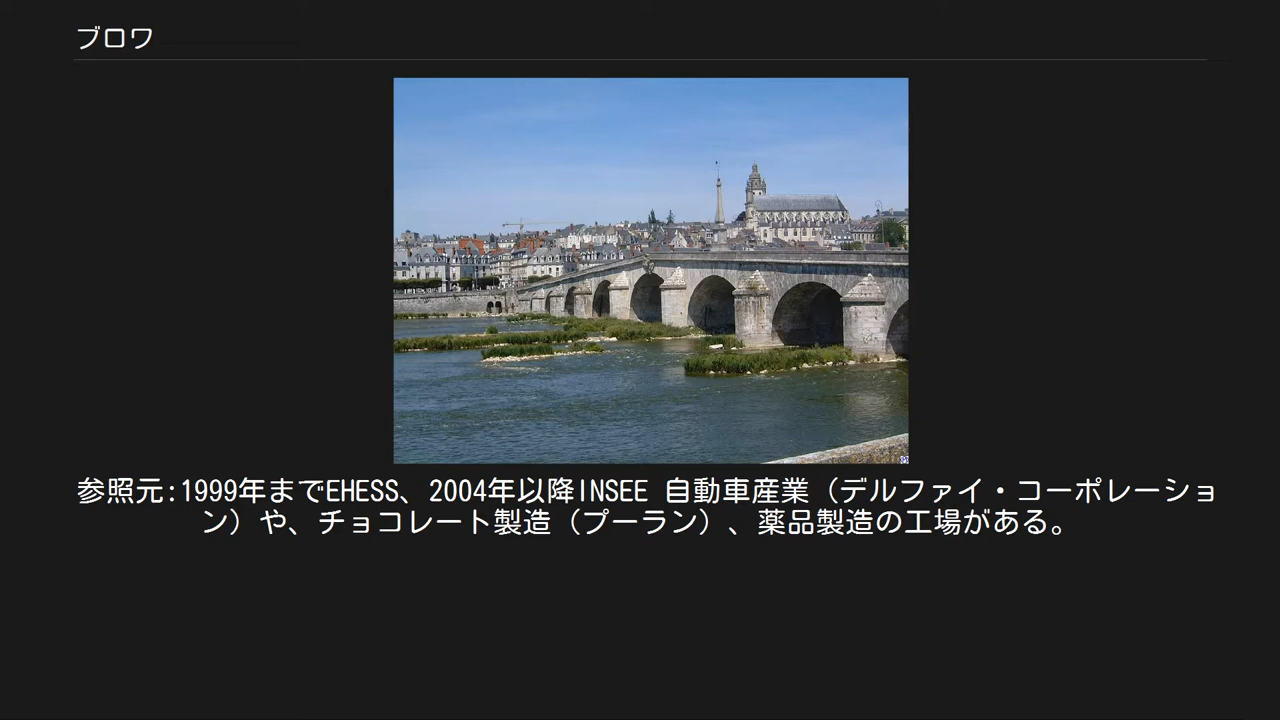 ブロワ
参照元:1999年までEHESS、2004年以降INSEE 自動車産業（デルファイ・コーポレーショ
ン）や、チョコレート製造（プーラン）、薬品製造の工場がある。